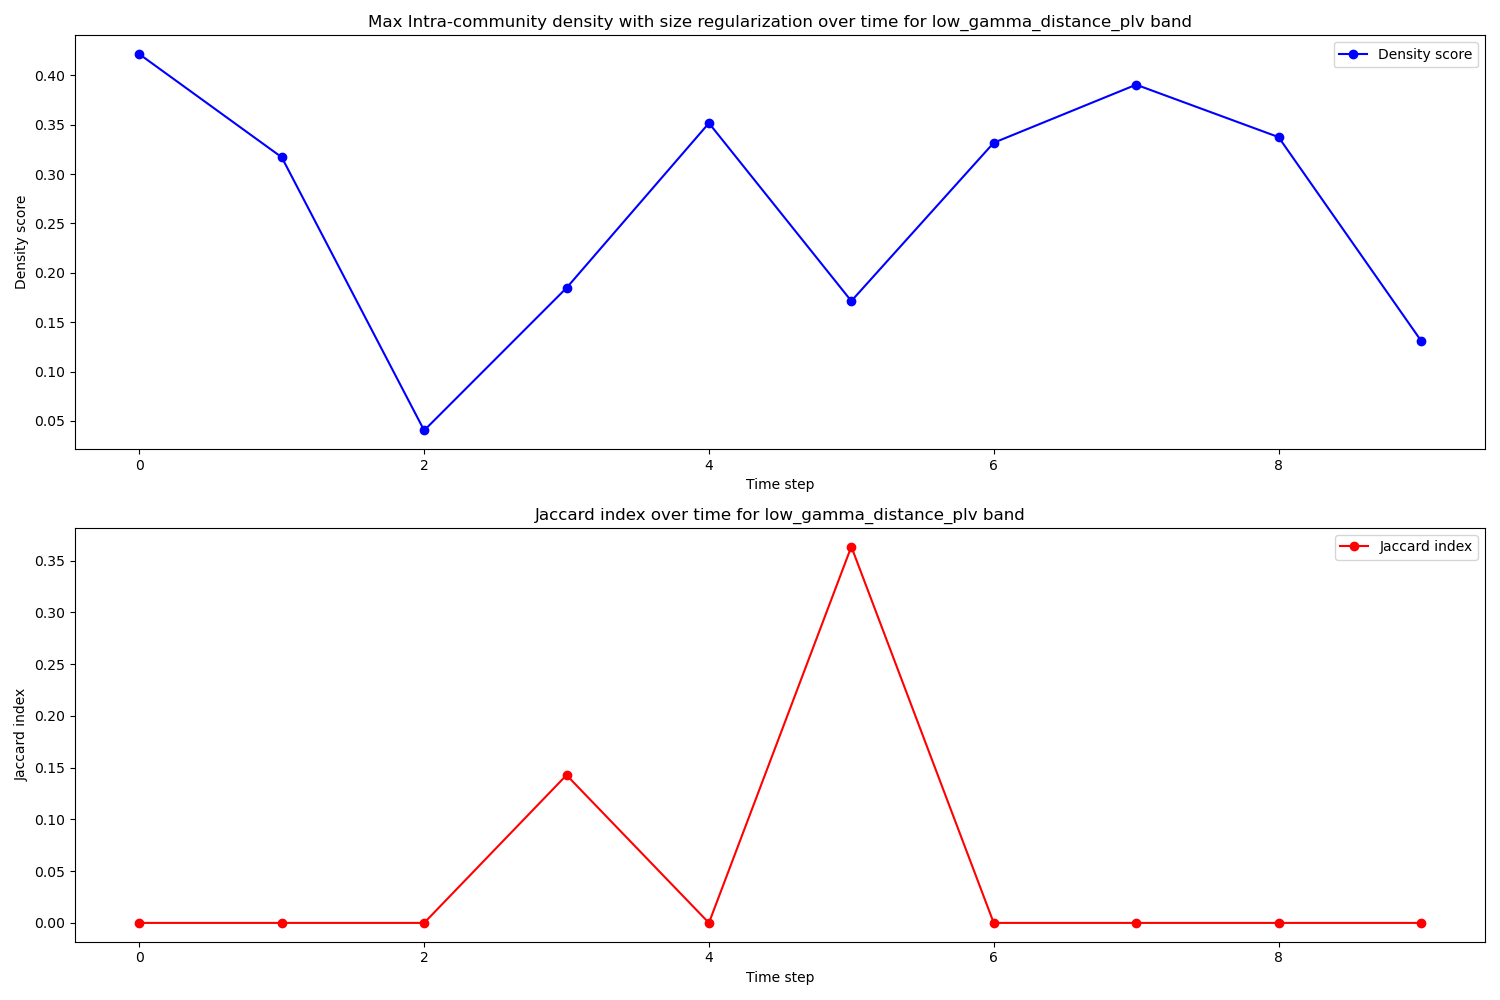 Max Intra-community density with size regularization over time for low_gamma_distance_plv band
Density score
0.40
0.35
0.30
0.25
0.20
0.15
0.10
0.05
Density score
0 2 4 6 8
Time step
Jaccard index over time for low_gamma_distance_plv band
Jaccard index
0.35
0.30
0.25
0.20
0.15
0.10
0.05
0.00
Jaccard index
0 2 4 6 8
Time step